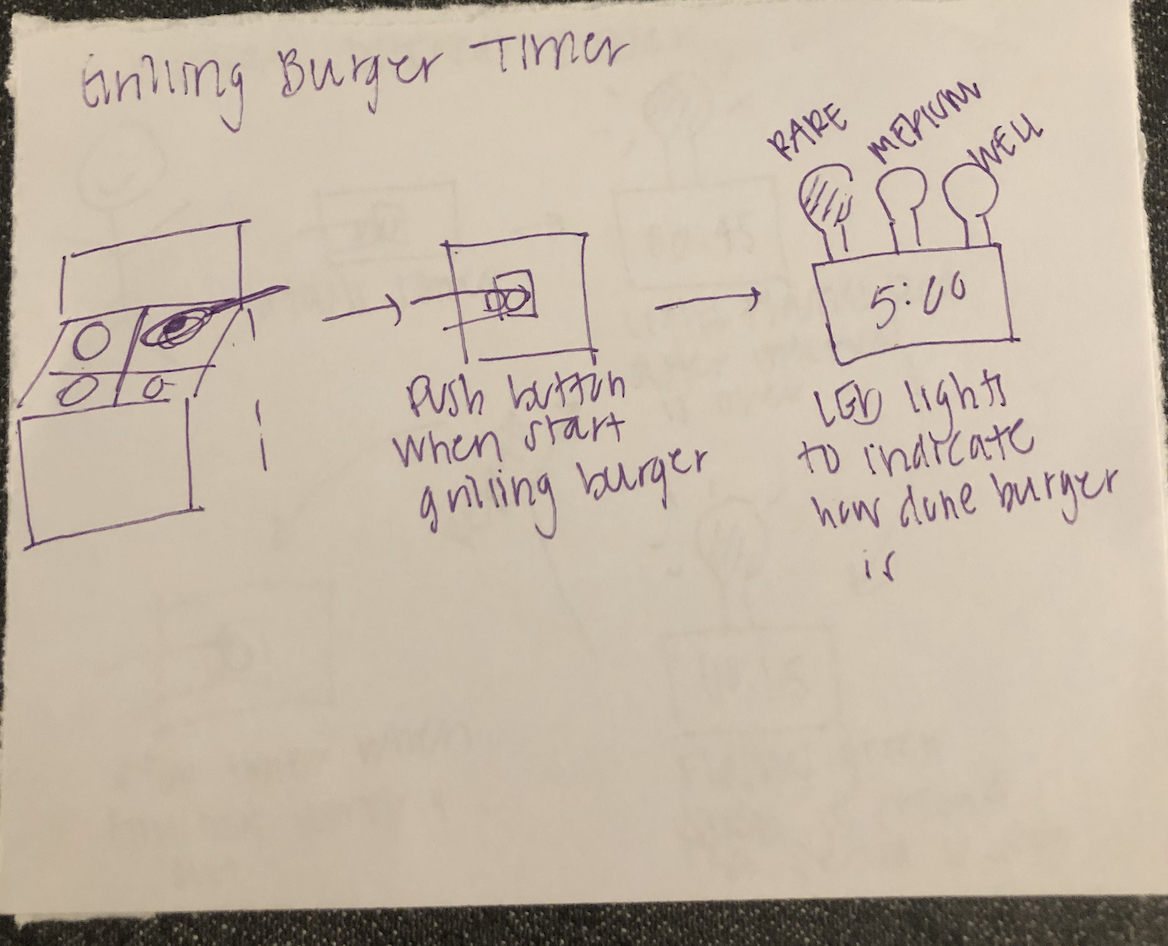 Grilling Burger Timer
RARE
MEDIUM
WELL
5:00
Push button
when start
grilling burger
LED lights
to indicate
how done burger
is